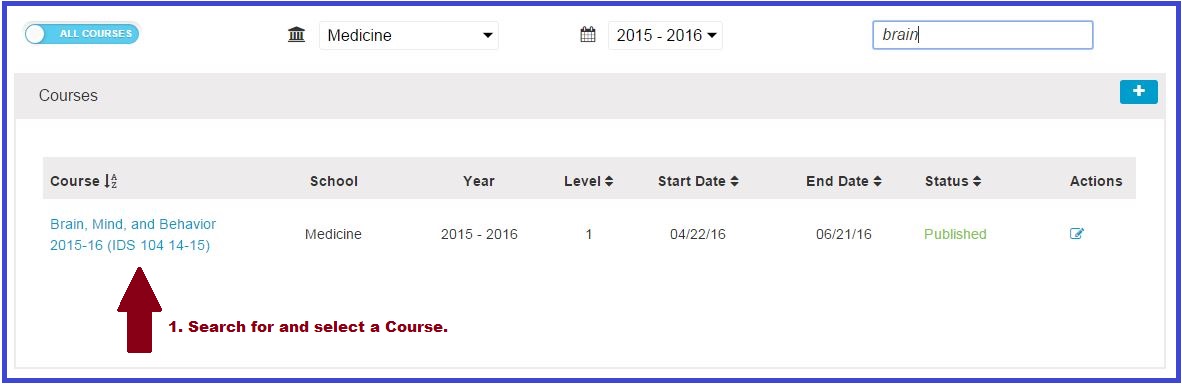 ALL COURSES
Medicine
2015 - 2016
brain
Courses
+
Course
School
Year
Level
Start Date
End Date
Status
Actions
Brain, Mind, and Behavior
2015-16 (IDS 104 14-15)
Medicine
2015 - 2016
1
04/22/16
06/21/16
Published
1. Search for and select a Course.